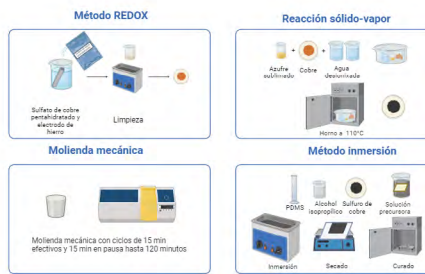 Método REDOX
Sulfato de cobre
pentahidratado y
electrodo de
hierro
Limpieza
Reacción sólido-vapor
Azufre
sublimado
Cobre
Agua
desionizada
Horno a 110°C
Molienda mecánica
Molienda mecánica con ciclos de 15 min
efectivos y 15 min en pausa hasta 120 minutos
Método inmersión
PDMS
Alcohol
isopropílico
Sulfuro de
cobre
Solución
precursora
Inmersión
Secado
Curado